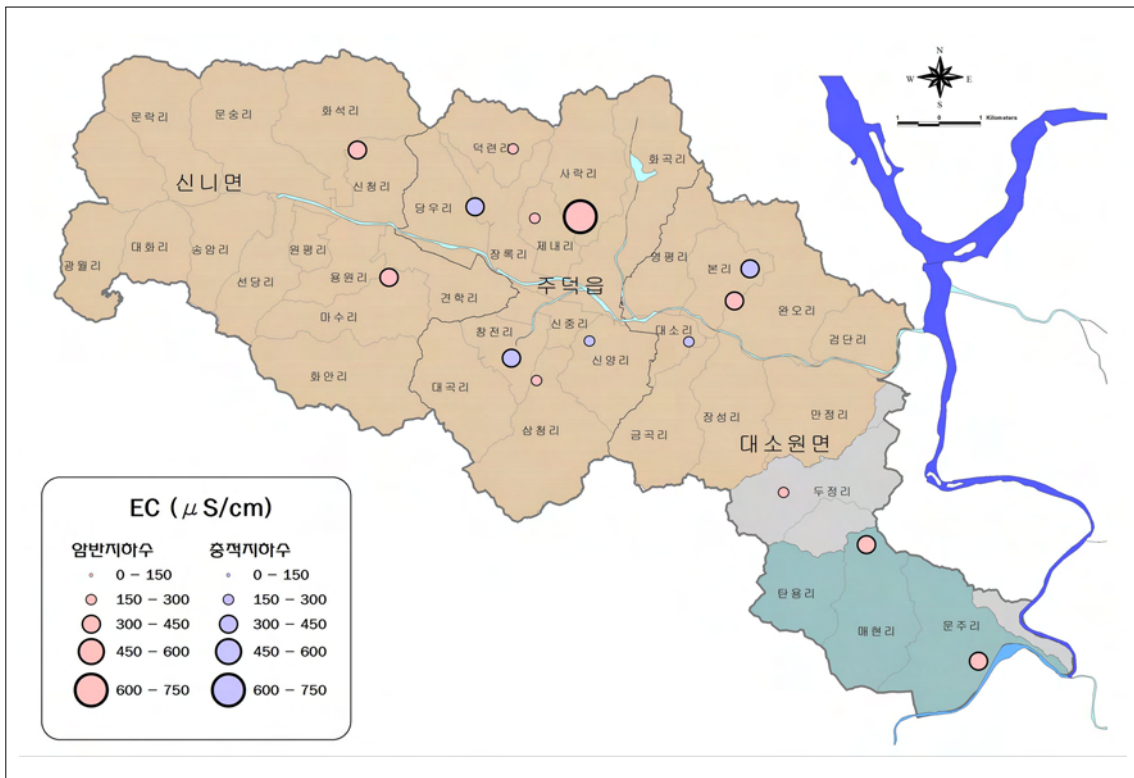 N
W E
S
1 0 1 Kilometers
문락리
문숭리
화석리
신니면
신청리
덕련리
사락리
화곡리
당우리
제내리
장록리
주덕읍
영평리
본리
완오리
검단리
광월리
대화리
송암리
원평리
선당리
용원리
견학리
마수리
화안리
창전리
신중리
신양리
대소리
대곡리
삼청리
금곡리
장성리
만정리
대소원면
두정리
탄용리
매현리
문주리
EC (μS/cm)
암반지하수 충적지하수
0 – 150 0 – 150
150 – 300 150 – 300
300 – 450 300 – 450
450 – 600 450 – 600
600 – 750 600 – 750